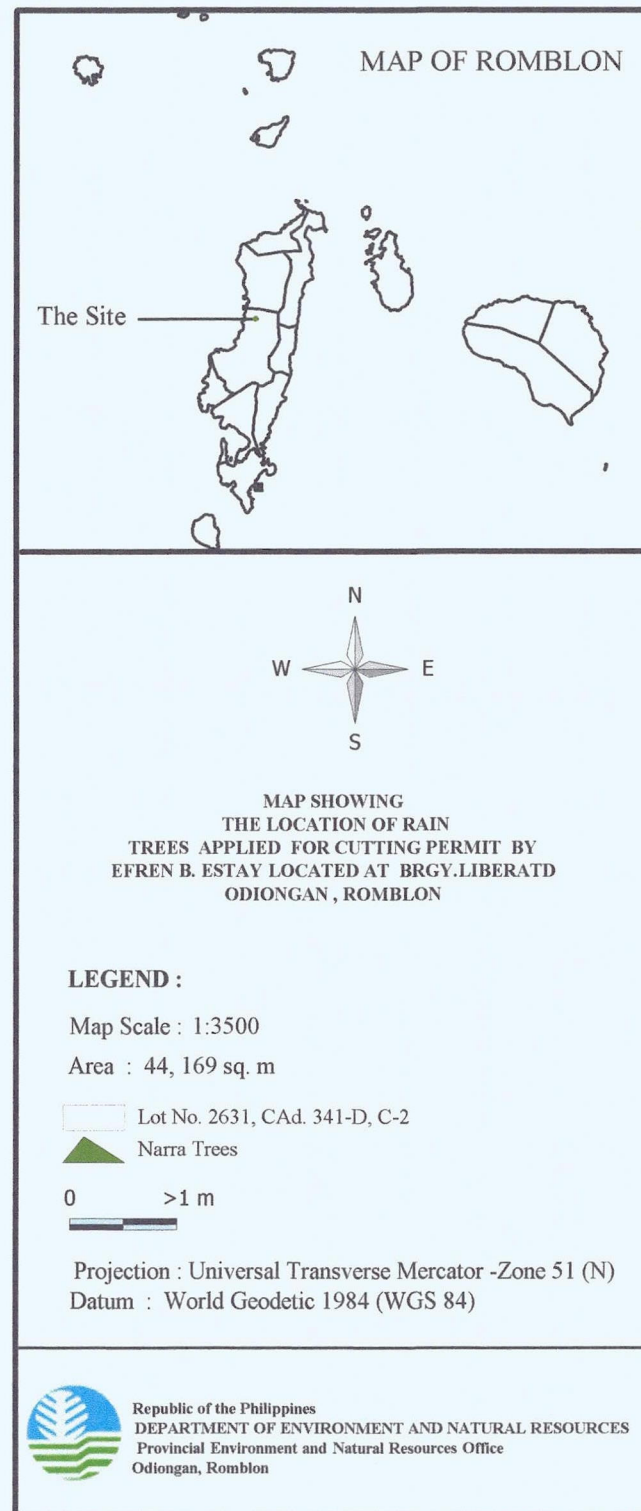 MAP OF ROMBLON
The Site
N
W E
S
MAP SHOWING
THE LOCATION OF RAIN
TREES APPLIED FOR CUTTING PERMIT BY
EFREN B. ESTAY LOCATED AT BRGY.LIBERATD
ODIONGAN , ROMBLON
LEGEND :
Map Scale : 1:3500
Area : 44, 169 sq. m
Lot No. 2631, CAd. 341-D, C-2
Narra Trees
0 >1 m
Projection : Universal Transverse Mercator -Zone 51 (N)
Datum : World Geodetic 1984 (WGS 84)
Republic of the Philippines
DEPARTMENT OF ENVIRONMENT AND NATURAL RESOURCES
Provincial Environment and Natural Resources Office
Odiongan, Romblon